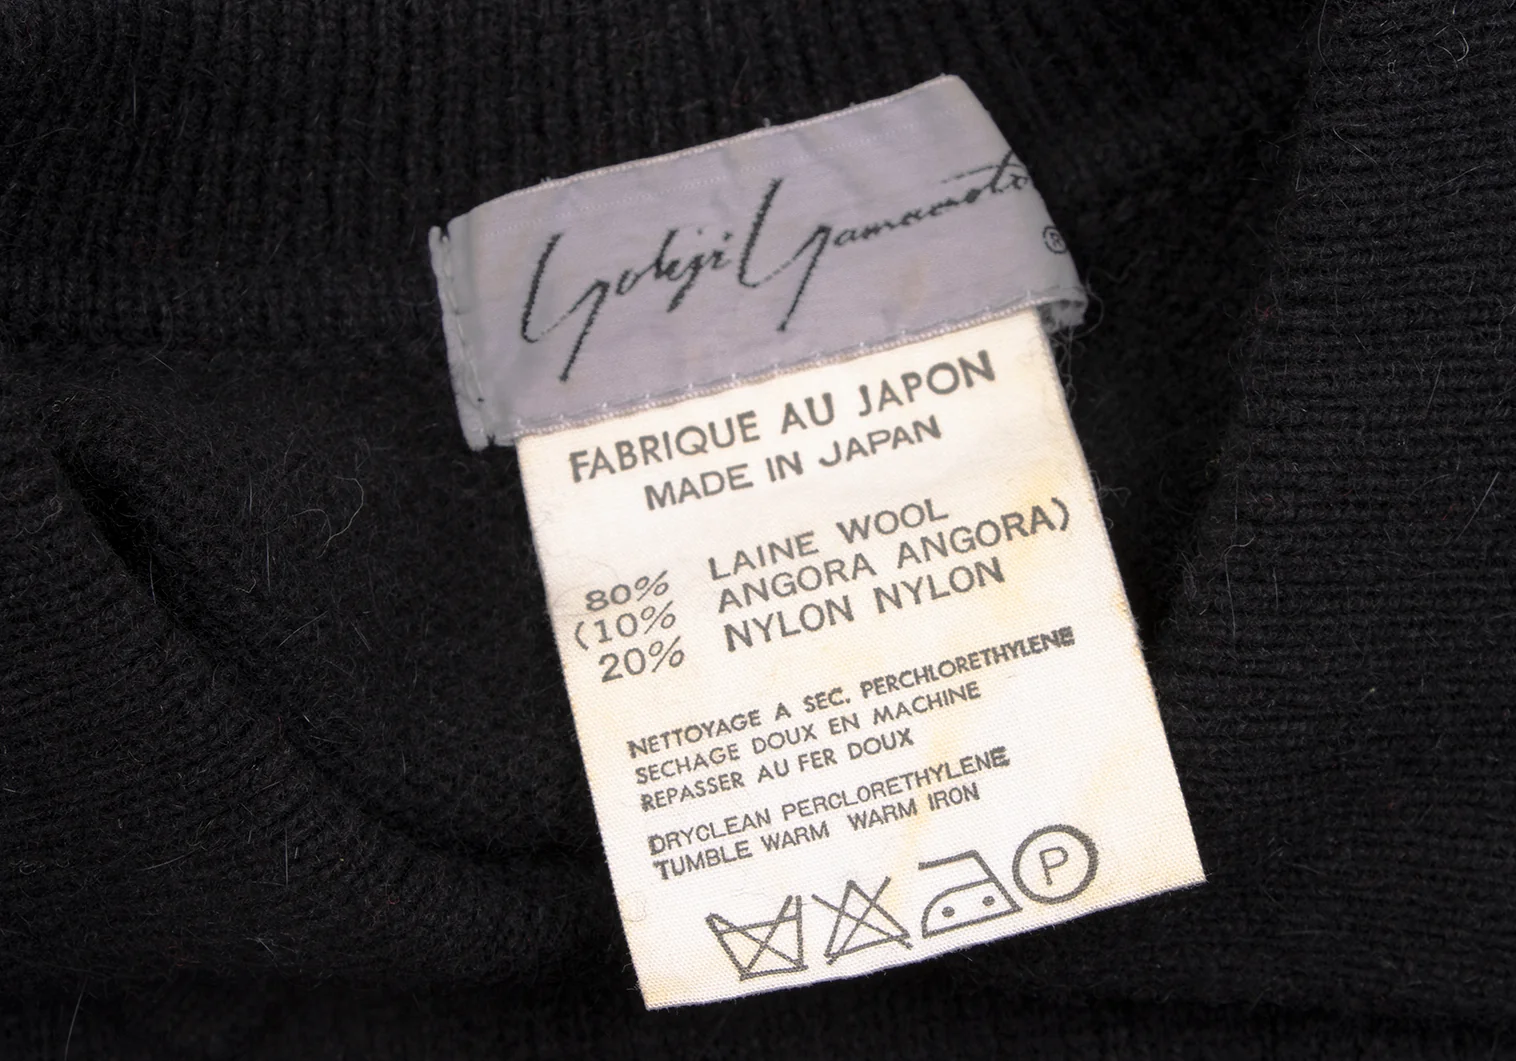 Yohji Yamamoto ®
FABRIQUE AU JAPON
MADE IN JAPAN
80% LAINE WOOL
(10% ANGORA ANGORA)
20% NYLON NYLON
NETTOYAGE A SEC. PERCHLORETHYLENE
SECHAGE DOUX EN MACHINE
REPASSER AU FER DOUX
DRYCLEAN PERCLORETHYLENE
TUMBLE WARM WARM IRON
P